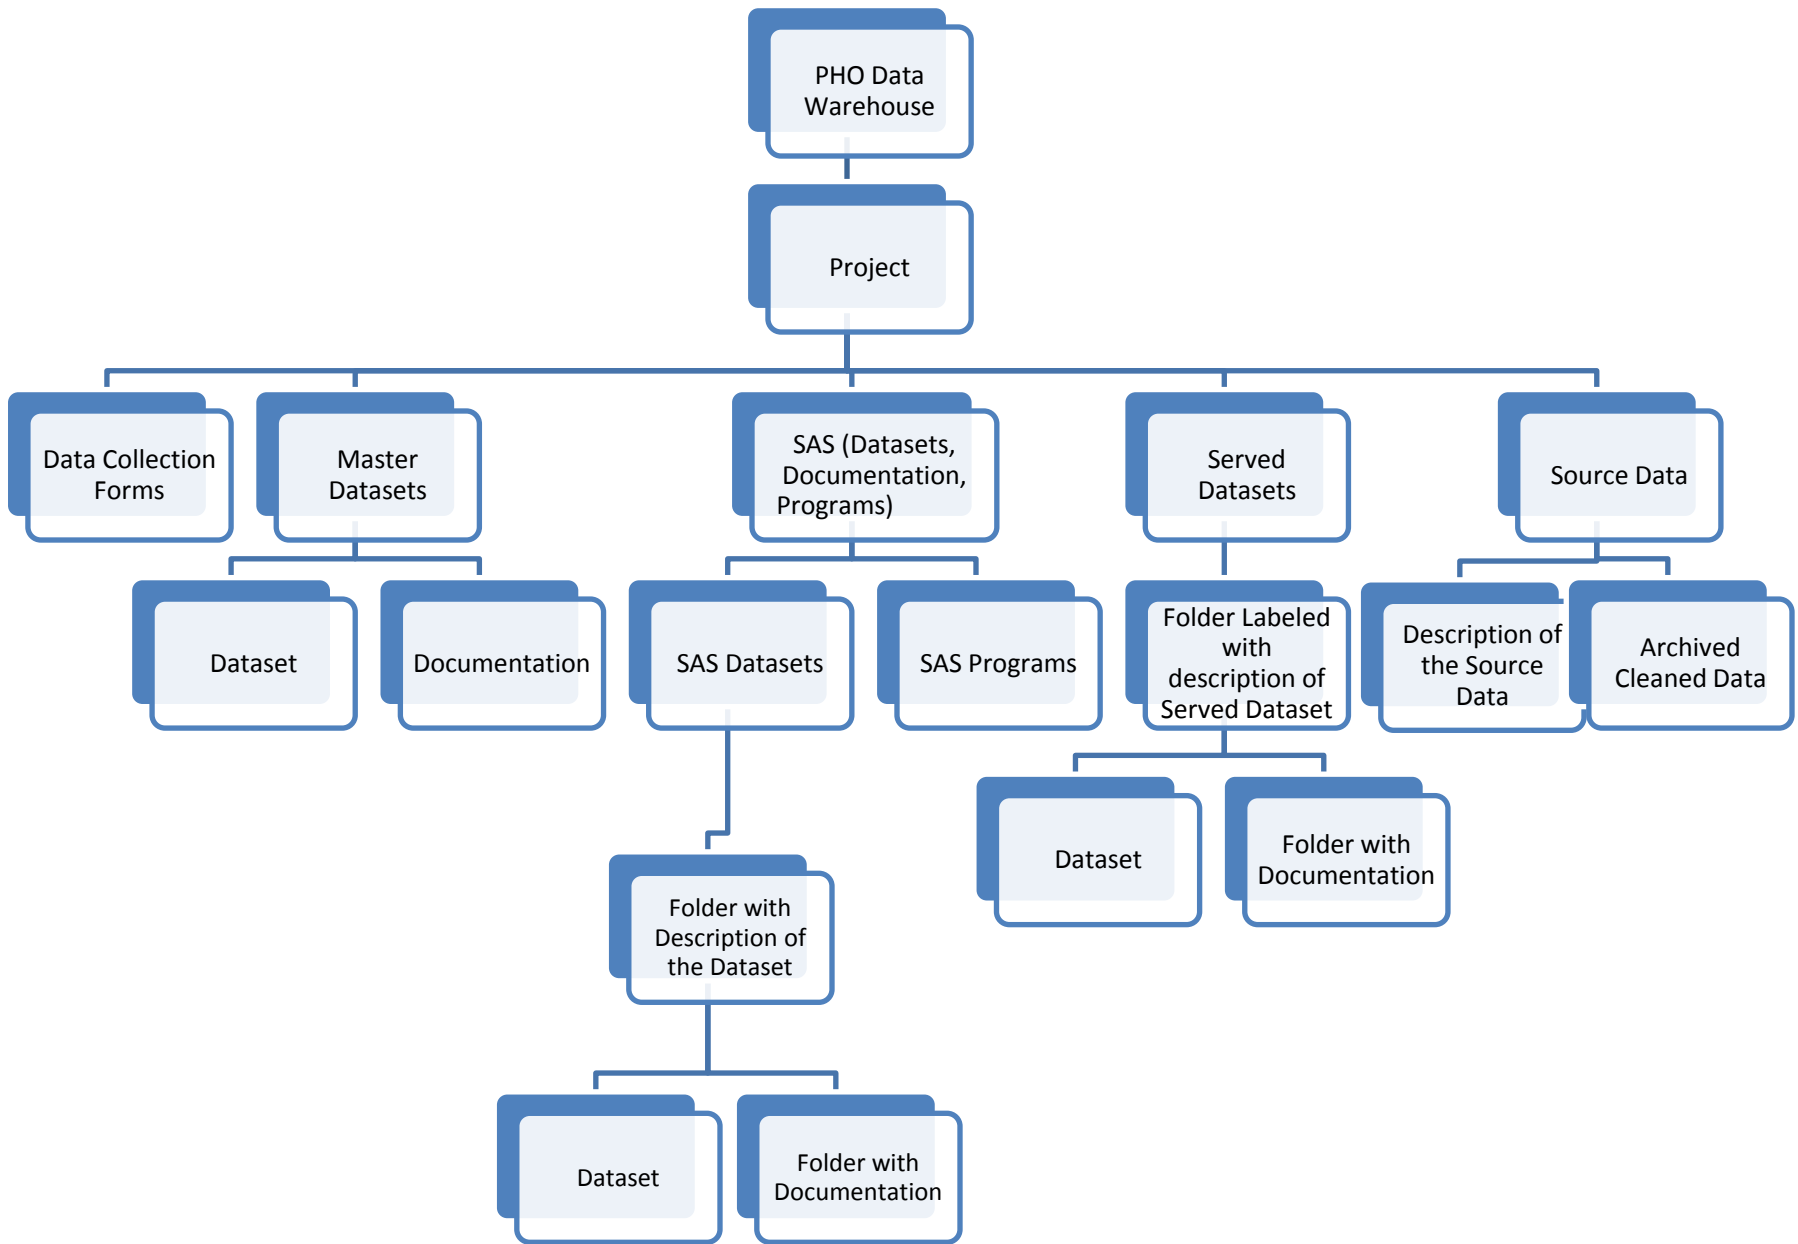 PHO Data
Warehouse
Project
Data Collection
Forms
Master
Datasets
SAS (Datasets,
Documentation,
Programs)
Served
Datasets
Source Data
Dataset
Documentation
SAS Datasets
SAS Programs
Folder Labeled
with
description of
Served Dataset
Description of
the Source
Data
Archived
Cleaned Data
Dataset
Folder with
Documentation
Folder with
Description of
the Dataset
Dataset
Folder with
Documentation